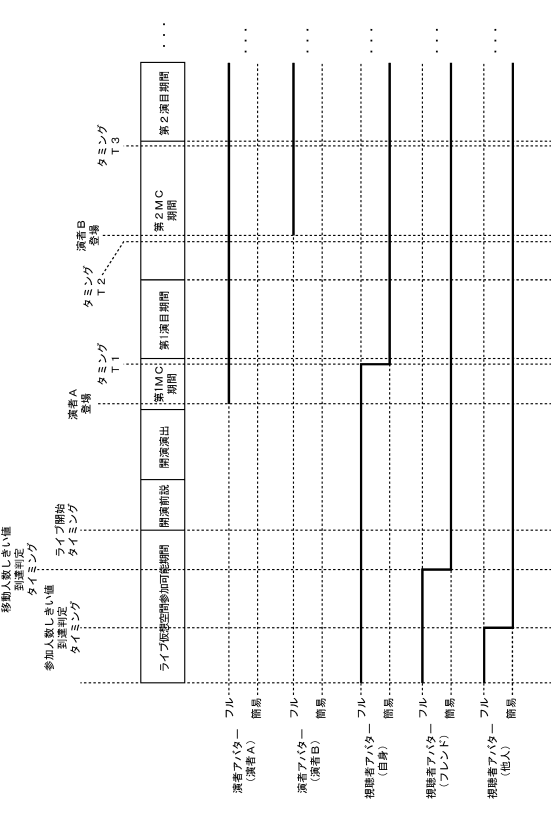 移動人数しきい値
到達判定
タイミング
参加人数しきい値
到達判定
タイミング
ライブ開始
タイミング
演者A
登場
タミング
T1
タミング
T2
演者B
登場
タミング
T3
ライブ仮想空間参加可能期間
開演前説
開演演出
第1MC
期間
第1演目期間
第2MC
期間
第2演目期間
・・・
演者アバター
(演者A)
フル
簡易
・・・
演者アバター
(演者B)
フル
簡易
・・・
視聴者アバター
(自身)
フル
簡易
・・・
視聴者アバター
(フレンド)
フル
簡易
・・・
視聴者アバター
(他人)
フル
簡易
・・・